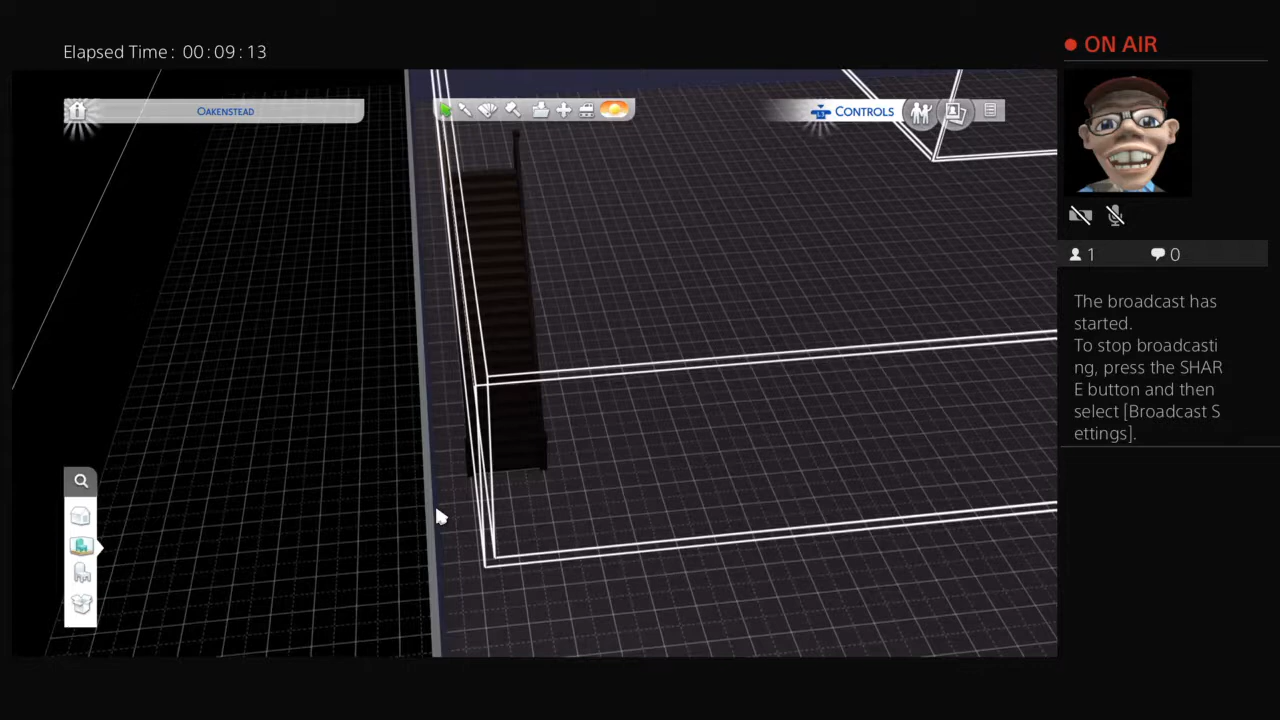 Elapsed Time: 00:09:13
ON AIR
OAKENSTEAD
CONTROLS
1
0
The broadcast has
started.
To stop broadcasti
ng, press the SHAR
E button and then
select [Broadcast S
ettings].